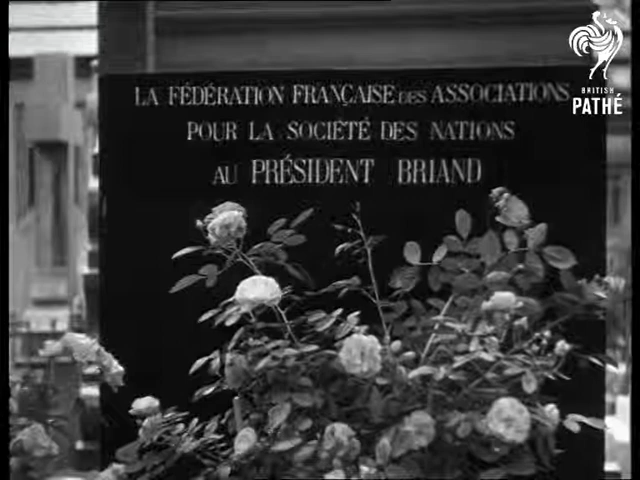 LA FÉDÉRATION FRANÇAISE DES ASSOCIATIONS
POUR LA SOCIÉTÉ DES NATIONS
AU PRÉSIDENT BRIAND
BRITISH
PATHÉ